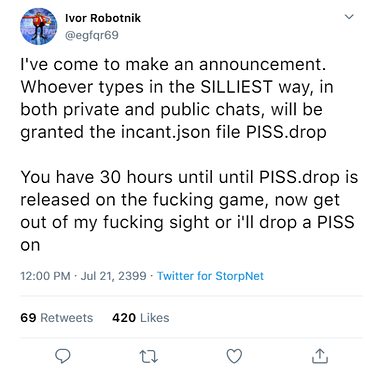 Ivor Robotnik
@egfqr69
I've come to make an announcement.
Whoever types in the SILLIEST way, in
both private and public chats, will be
granted the incant.json file PISS.drop
You have 30 hours until until PISS.drop is
released on the fucking game, now get
out of my fucking sight or i'll drop a PISS
on
12:00 PM · Jul 21, 2399 · Twitter for StorpNet
69 Retweets 420 Likes